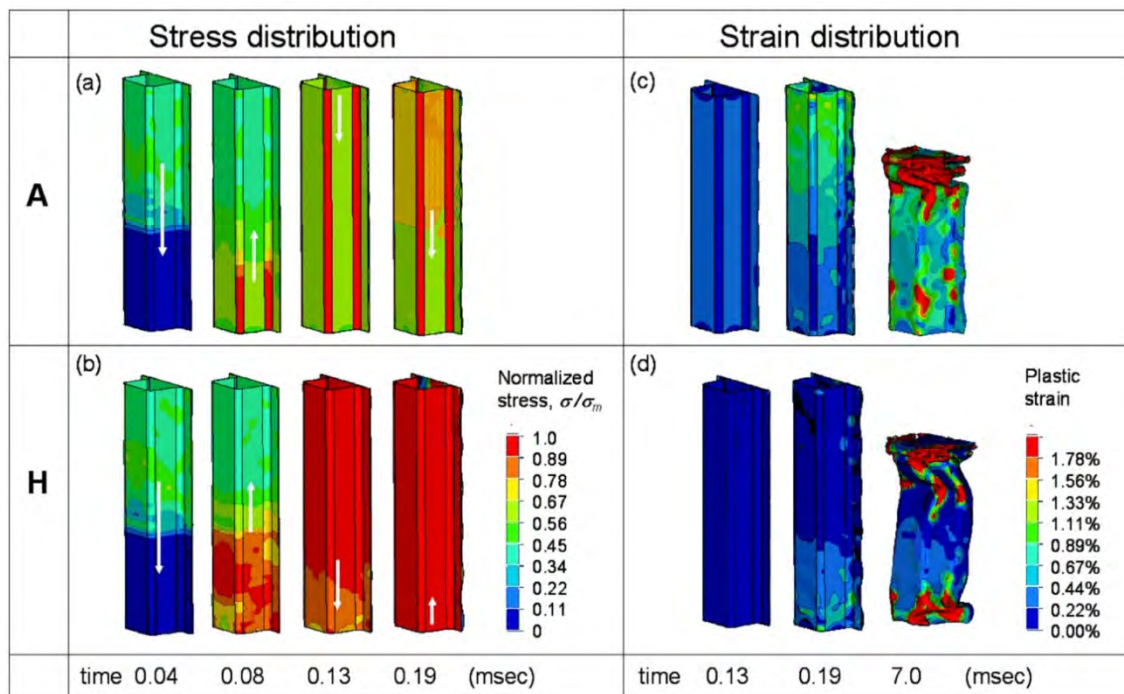 Stress distribution
Strain distribution
A
(a)
(c)
H
(b)
Normalized
stress, σ/σm
1.0
0.89
0.78
0.67
0.56
0.45
0.34
0.22
0.11
0
(d)
Plastic
strain
1.78%
1.56%
1.33%
1.11%
0.89%
0.67%
0.44%
0.22%
0.00%
time 0.04 0.08 0.13 0.19 (msec)
time 0.13 0.19 7.0 (msec)